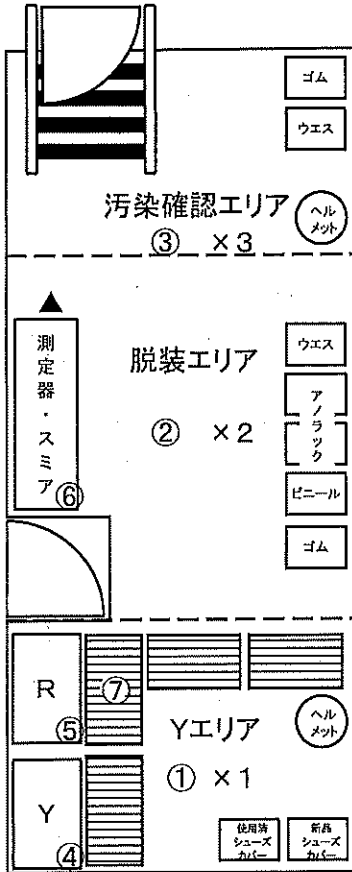 ゴム
ウエス
汚染確認エリア
ヘル
メット
③ ×3
測定器・スミア
⑥
脱装エリア
② ×2
ウエス
アノラック
ビニール
ゴム
R
⑤
⑦
Yエリア
ヘル
メット
① ×1
Y
④
使用済
シューズ
カバー
新品
シューズ
カバー